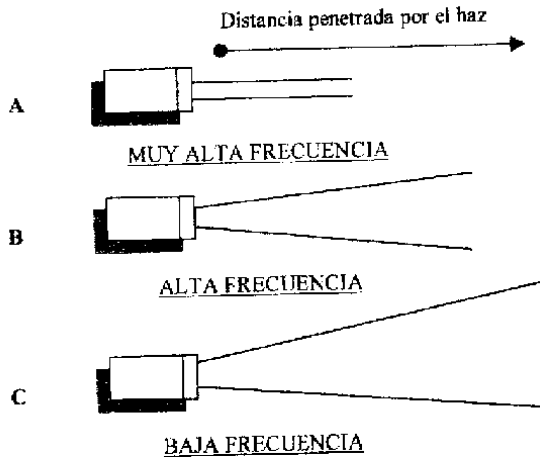 Distancia penetrada por el haz
A
MUY ALTA FRECUENCIA
B
ALTA FRECUENCIA
C
BAJA FRECUENCIA